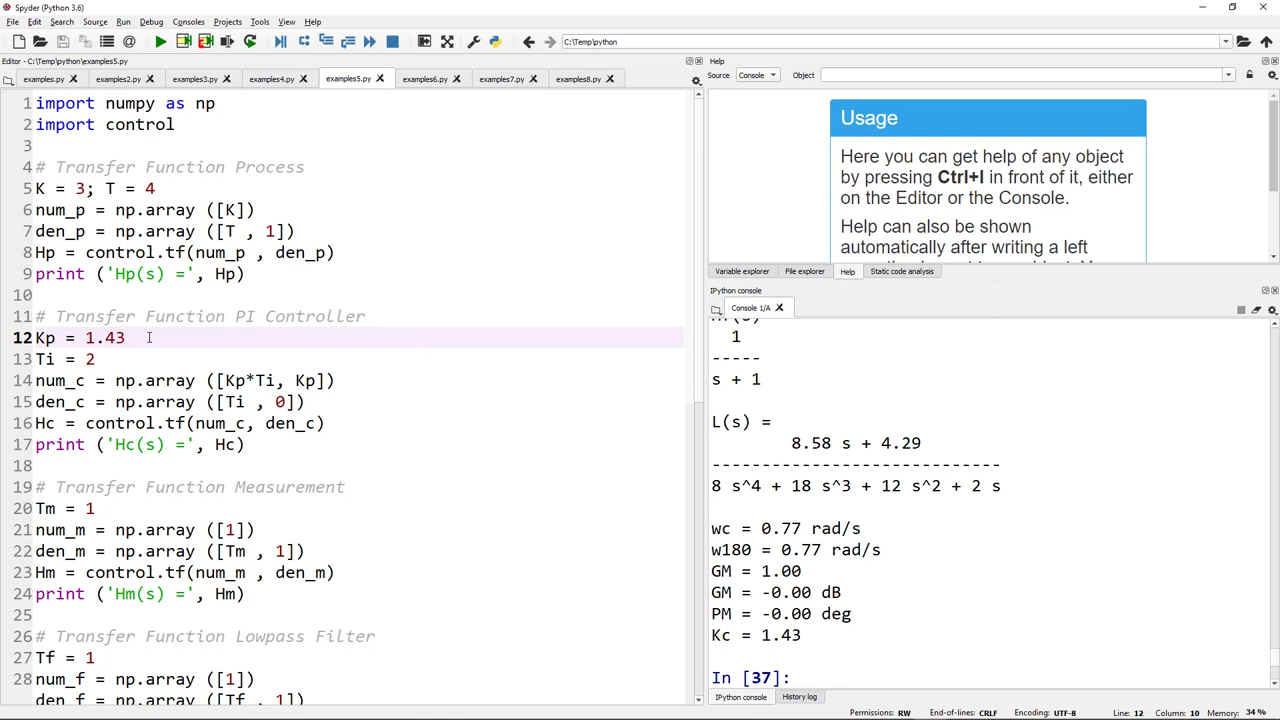 Spyder (Python 3.6)
File Edit Search Source Run Debug Consoles Projects Tools View Help
C:\Temp\python
Editor - C:\Temp\python\examples5.py
examples.py examples2.py examples3.py examples4.py examples5.py examples6.py examples7.py examples8.py
1 import numpy as np
2 import control
3
4 # Transfer Function Process
5 K = 3; T = 4
6 num_p = np.array ([K])
7 den_p = np.array ([T , 1])
8 Hp = control.tf(num_p , den_p)
9 print ('Hp(s) =', Hp)
10
11 # Transfer Function PI Controller
12 Kp = 1.43
13 Ti = 2
14 num_c = np.array ([Kp*Ti, Kp])
15 den_c = np.array ([Ti , 0])
16 Hc = control.tf(num_c, den_c)
17 print ('Hc(s) =', Hc)
18
19 # Transfer Function Measurement
20 Tm = 1
21 num_m = np.array ([1])
22 den_m = np.array ([Tm , 1])
23 Hm = control.tf(num_m , den_m)
24 print ('Hm(s) =', Hm)
25
26 # Transfer Function Lowpass Filter
27 Tf = 1
28 num_f = np.array ([1])
den_f = np.array ([Tf , 1])
Help
Source Console Object
Usage
Here you can get help of any object
by pressing Ctrl+I in front of it, either
on the Editor or the Console.
Help can also be shown
automatically after writing a left
Variable explorer File explorer Help Static code analysis
IPython console
Console 1/A
1
-----
s + 1
L(s) =
8.58 s + 4.29
-----------------------------
8 s^4 + 18 s^3 + 12 s^2 + 2 s
wc = 0.77 rad/s
w180 = 0.77 rad/s
GM = 1.00
GM = -0.00 dB
PM = -0.00 deg
Kc = 1.43
In [37]:
IPython console History log
Permissions: RW End-of-lines: CRLF Encoding: UTF-8 Line: 12 Column: 10 Memory: 34 %